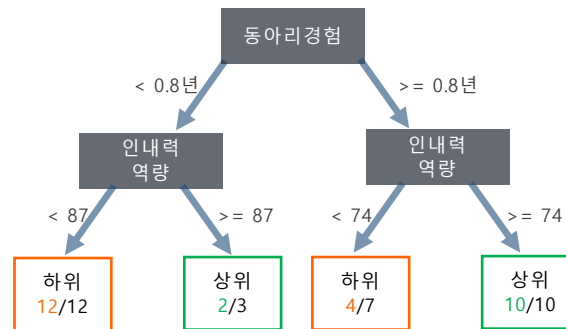 동아리경험
< 0.8년
>= 0.8년
인내력
역량
인내력
역량
< 87
>= 87
< 74
>= 74
하위
12/12
상위
2/3
하위
4/7
상위
10/10